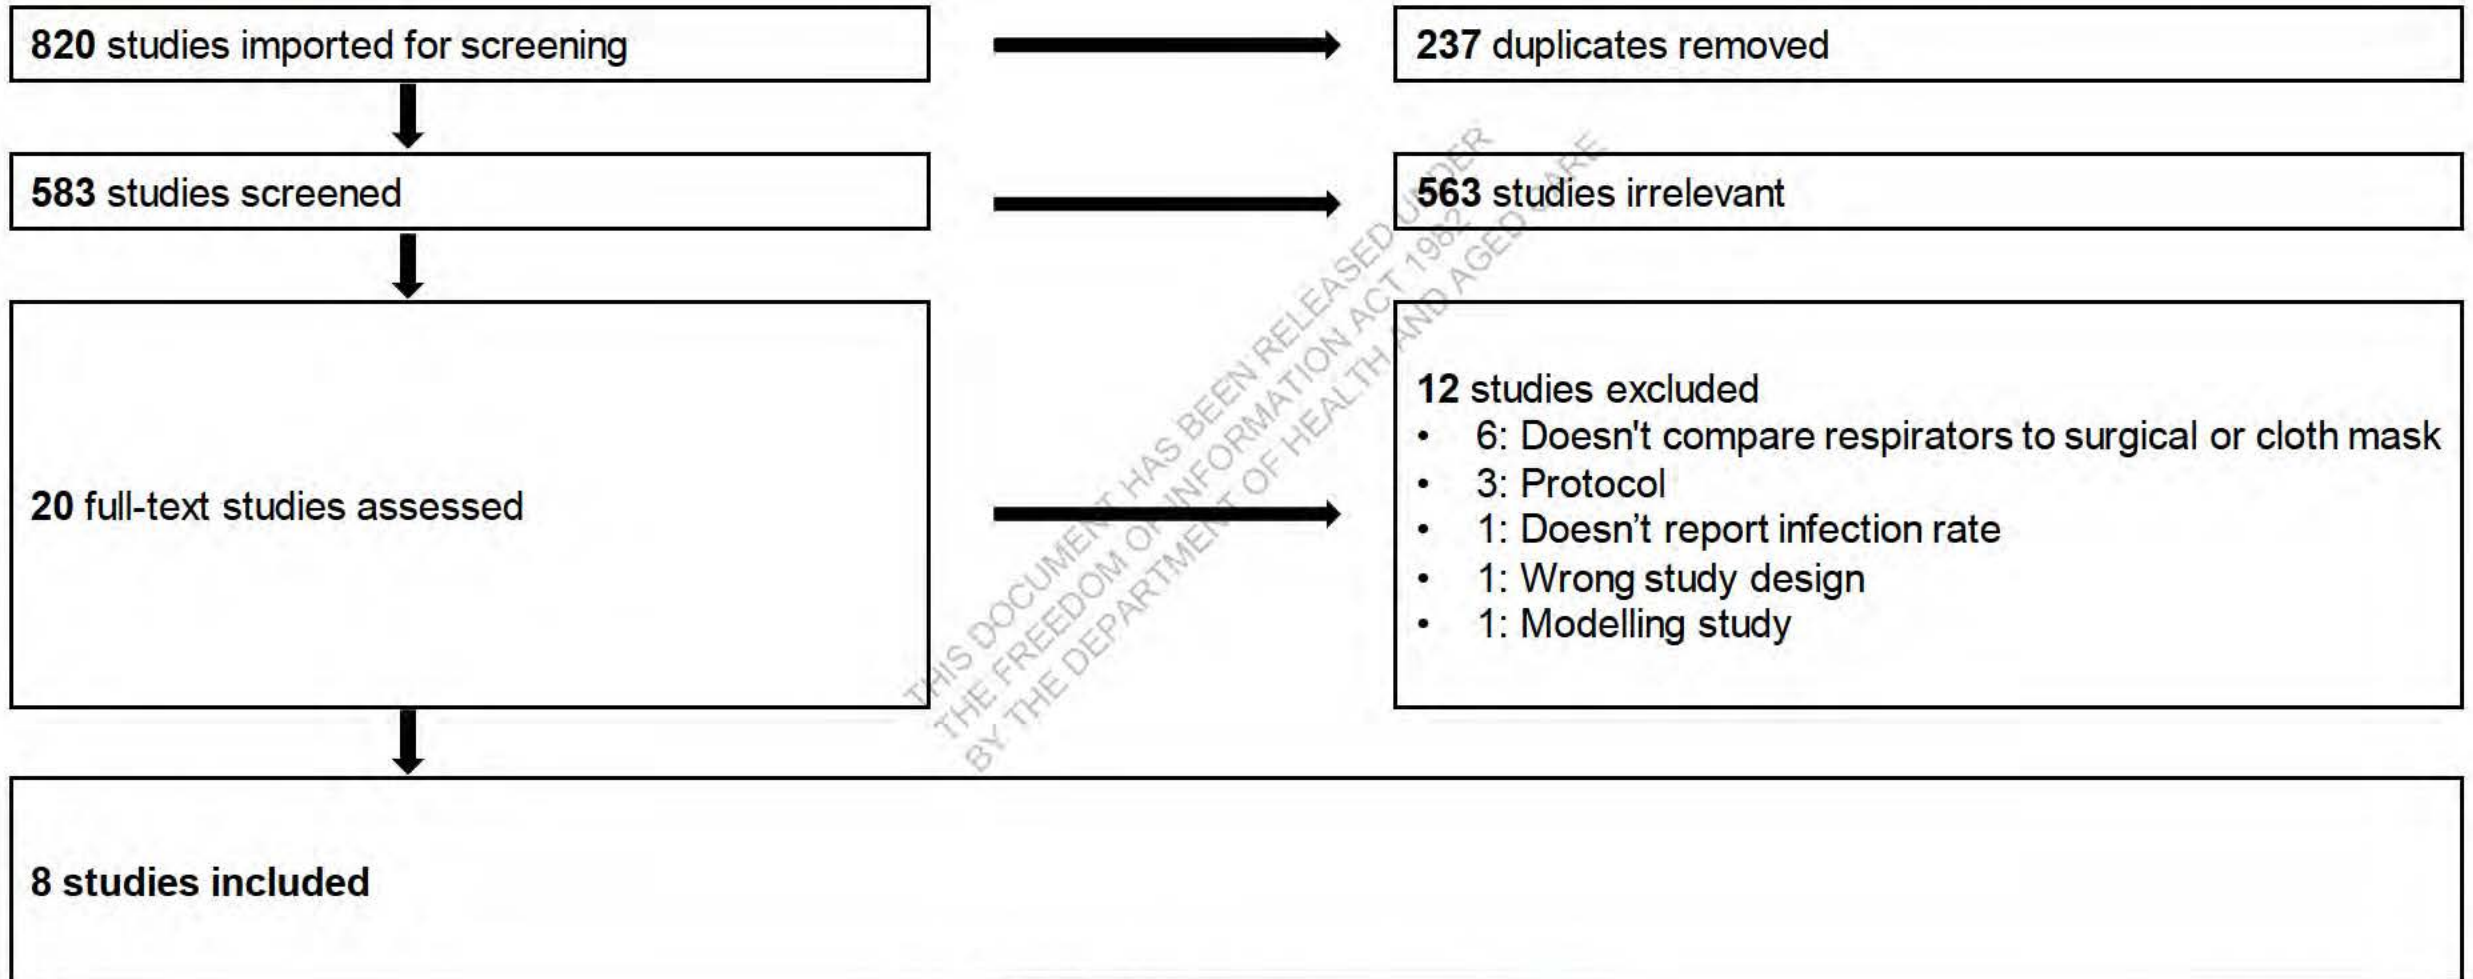 820 studies imported for screening
237 duplicates removed
583 studies screened
563 studies irrelevant
20 full-text studies assessed
12 studies excluded
• 6: Doesn't compare respirators to surgical or cloth mask
• 3: Protocol
• 1: Doesn’t report infection rate
• 1: Wrong study design
• 1: Modelling study
8 studies included
THIS DOCUMENT HAS BEEN RELEASED UNDER
THE FREEDOM OF INFORMATION ACT 1982
BY THE DEPARTMENT OF HEALTH AND AGED CARE